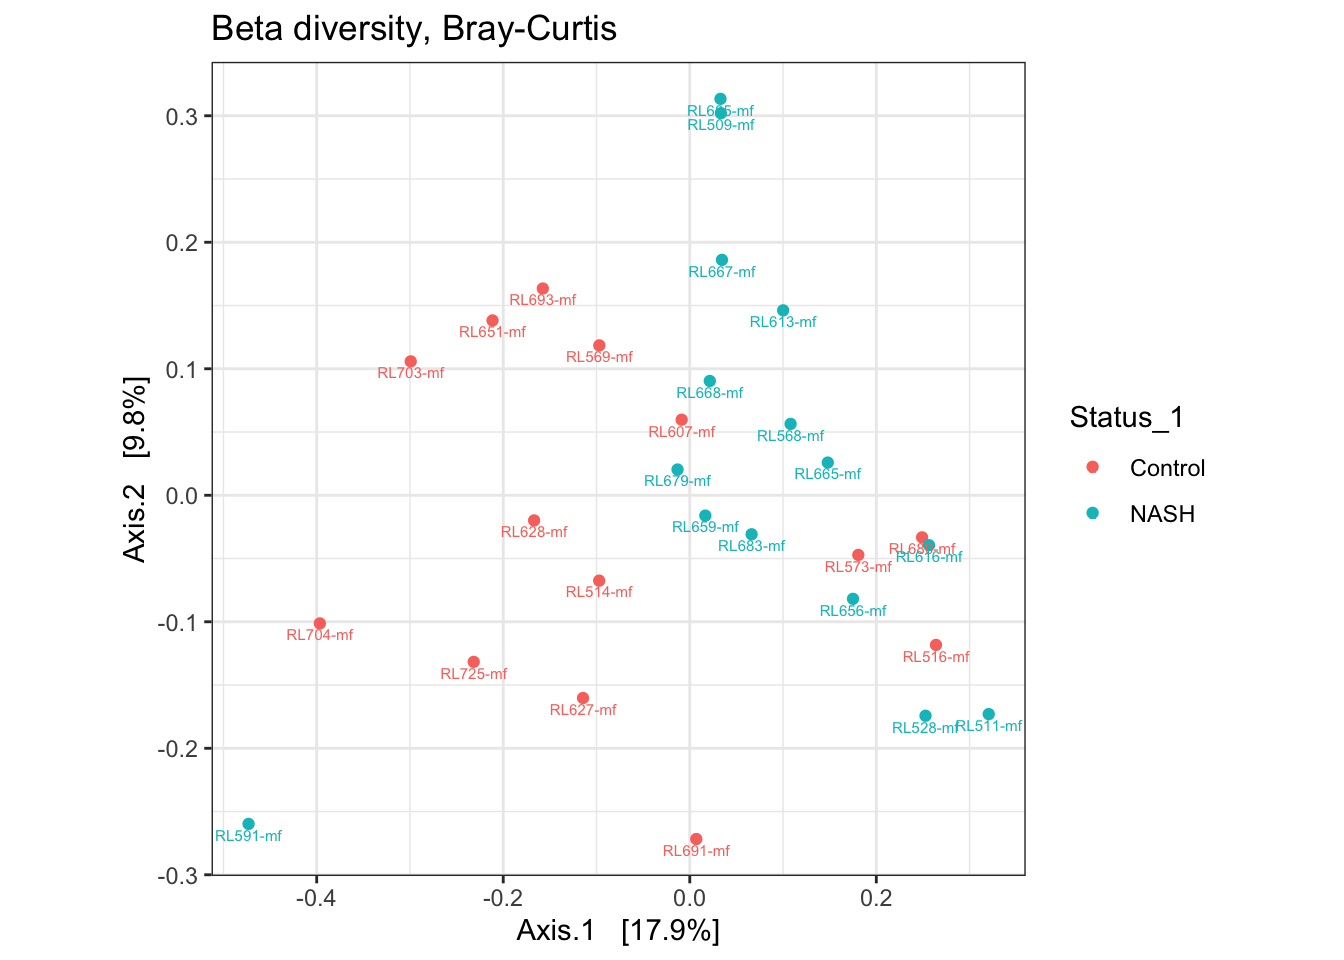 Beta diversity, Bray-Curtis
0.3
0.2
0.1
0.0
-0.1
-0.2
-0.3
Axis.2 [9.8%]
RL509-mf
RL667-mf
RL693-mf
RL613-mf
RL651-mf
RL569-mf
RL703-mf
RL668-mf
RL607-mf
RL568-mf
RL679-mf
RL665-mf
RL659-mf
RL628-mf
RL683-mf
RL616-mf
RL573-mf
RL514-mf
RL656-mf
RL704-mf
RL516-mf
RL725-mf
RL627-mf
RL528-mf
RL511-mf
RL591-mf
RL691-mf
-0.4
-0.2
0.0
0.2
Axis.1 [17.9%]
Status_1
Control
NASH